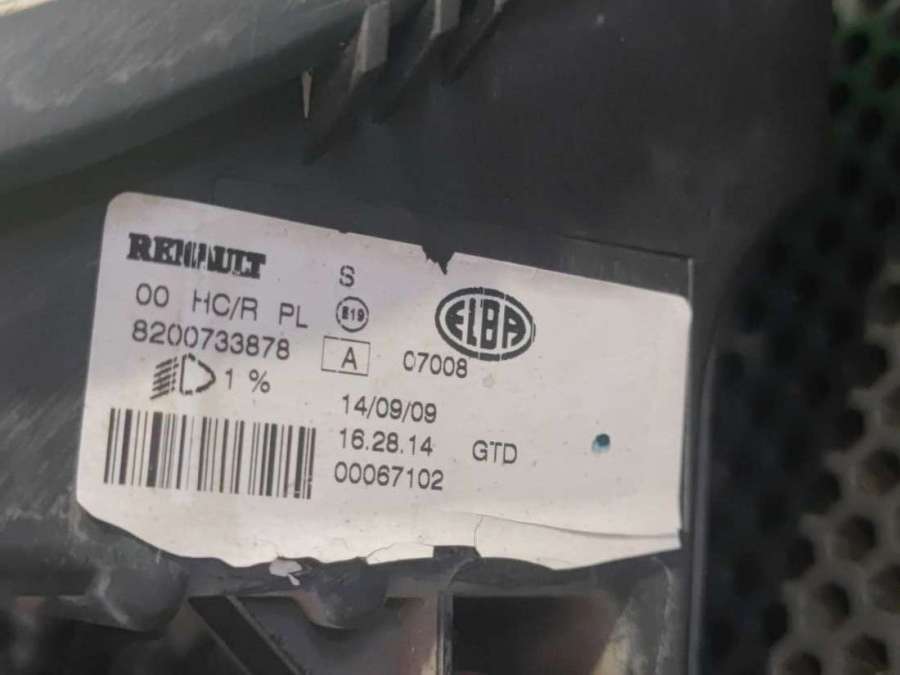 RENAULT
S
00 HC/R PL E19
ELBA
8200733878 A 07008
1 %
14/09/09
16.28.14 GTD
00067102